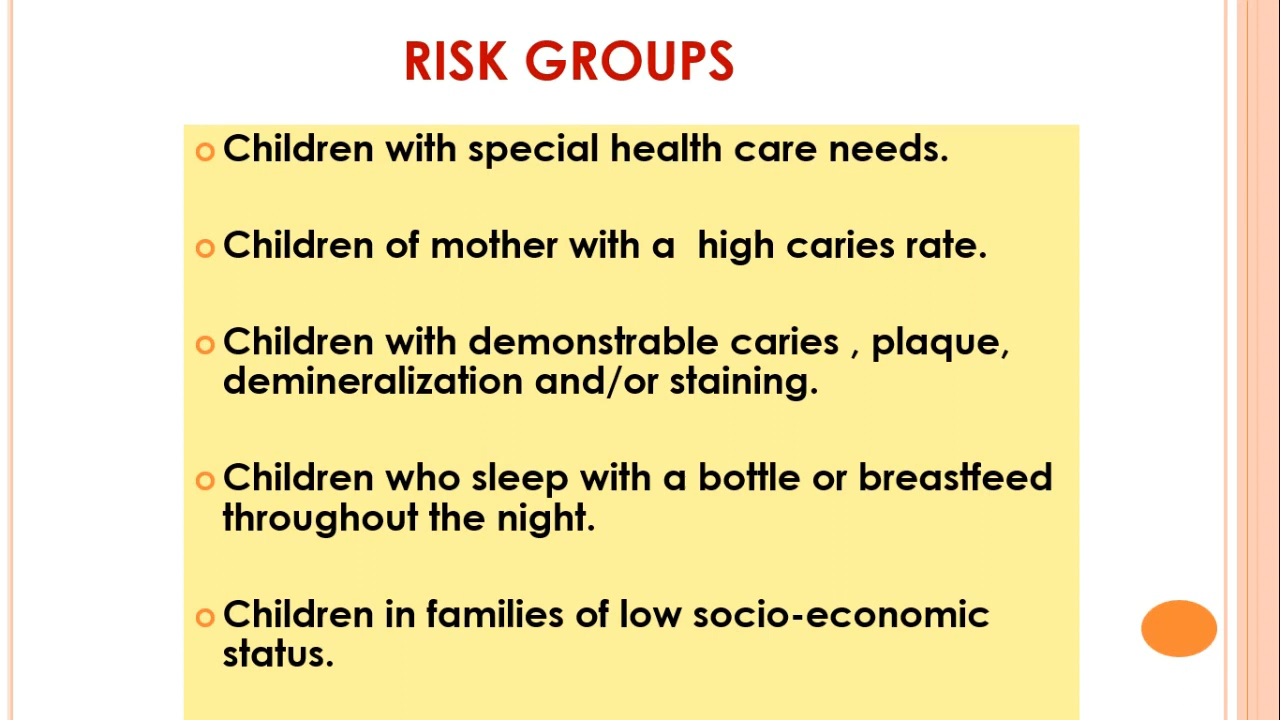 RISK GROUPS
Children with special health care needs.
Children of mother with a  high caries rate.
Children with demonstrable caries , plaque,
demineralization and/or staining.
Children who sleep with a bottle or breastfeed
throughout the night.
Children in families of low socio-economic
status.